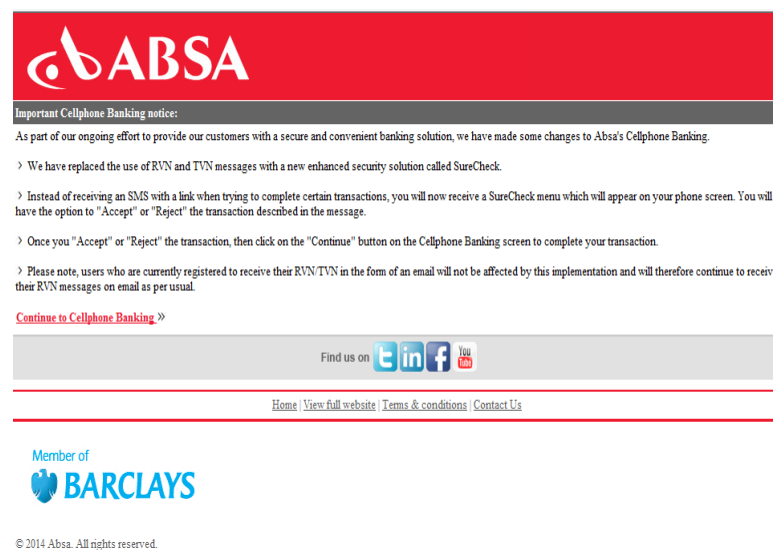 ABSA
Important Cellphone Banking notice:
As part of our ongoing effort to provide our customers with a secure and convenient banking solution, we have made some changes to Absa's Cellphone Banking.
> We have replaced the use of RVN and TVN messages with a new enhanced security solution called SureCheck.
> Instead of receiving an SMS with a link when trying to complete certain transactions, you will now receive a SureCheck menu which will appear on your phone screen. You will
have the option to "Accept" or "Reject" the transaction described in the message.
> Once you "Accept" or "Reject" the transaction, then click on the "Continue" button on the Cellphone Banking screen to complete your transaction.
> Please note, users who are currently registered to receive their RVN/TVN in the form of an email will not be affected by this implementation and will therefore continue to receiv
their RVN messages on email as per usual.
Continue to Cellphone Banking »
Find us on t in f You Tube
Home | View full website | Terms & conditions | Contact Us
Member of
BARCLAYS
© 2014 Absa. All rights reserved.